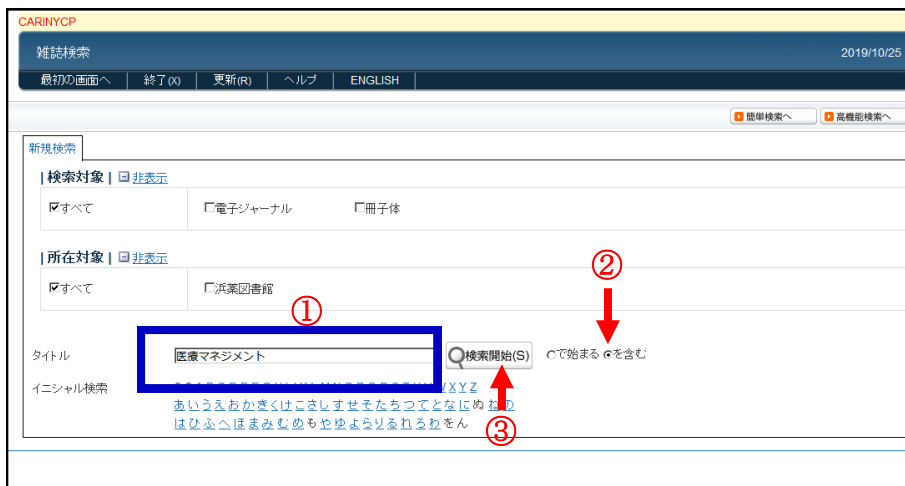 CARINYCP
雑誌検索 2019/10/25
最初の画面へ 終了(X) 更新(R) ヘルプ ENGLISH
簡単検索へ 高機能検索へ
新規検索
|検索対象| 非表示
すべて 電子ジャーナル 冊子体
|所在対象| 非表示
②
すべて 浜薬図書館
①
タイトル 医療マネジメント 検索開始(S) で始まる を含む
イニシャル検索 X Y Z
あ い う え お か き く け こ さ し す せ そ た ち つ て と な に ぬ ね の
は ひ ふ へ ほ ま み む め も や ゆ よ ら り る れ ろ わ を ん
③